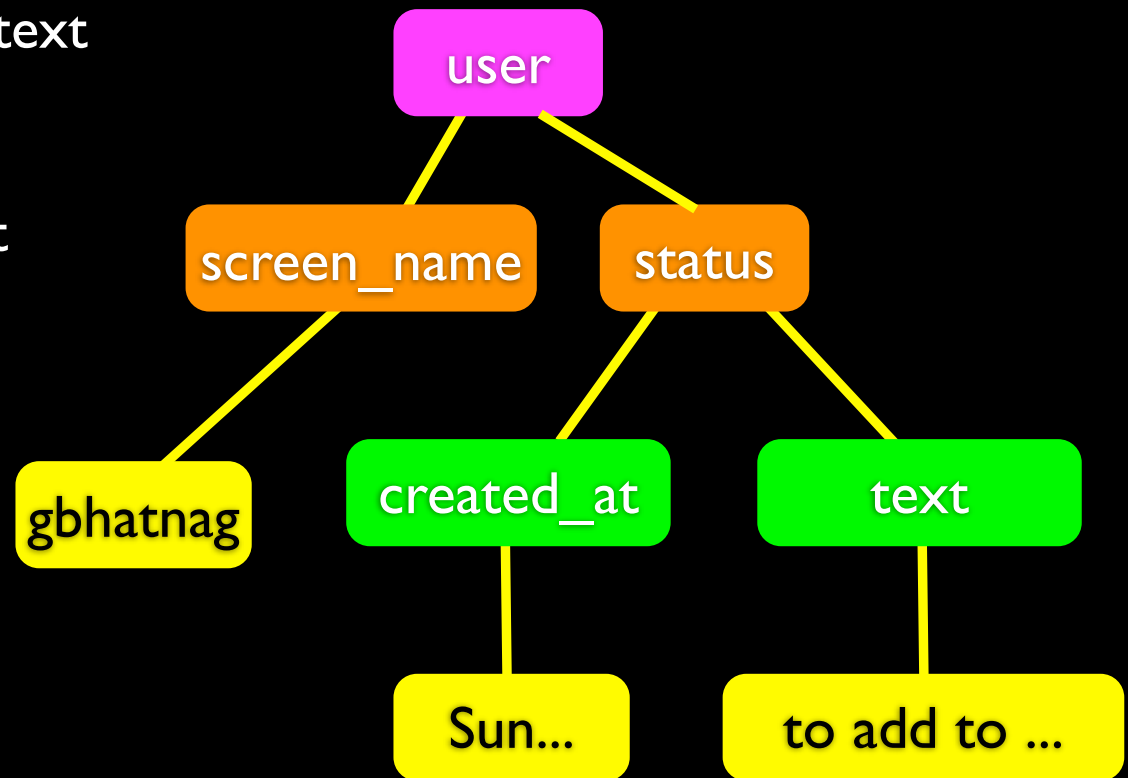 text
user
t
screen_name
status
gbhatnag
created_at
text
Sun...
to add to ...